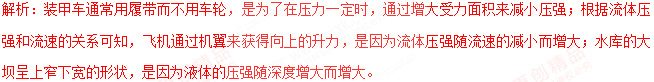 解析：装甲车通常用履带而不用车轮，是为了在压力一定时，通过增大受力面积来减小压强；根据流体压
强和流速的关系可知，飞机通过机翼来获得向上的升力，是因为流体压强随流速的减小而增大；水库的大
坝呈上窄下宽的形状，是因为液体的压强随深度增大而增大。